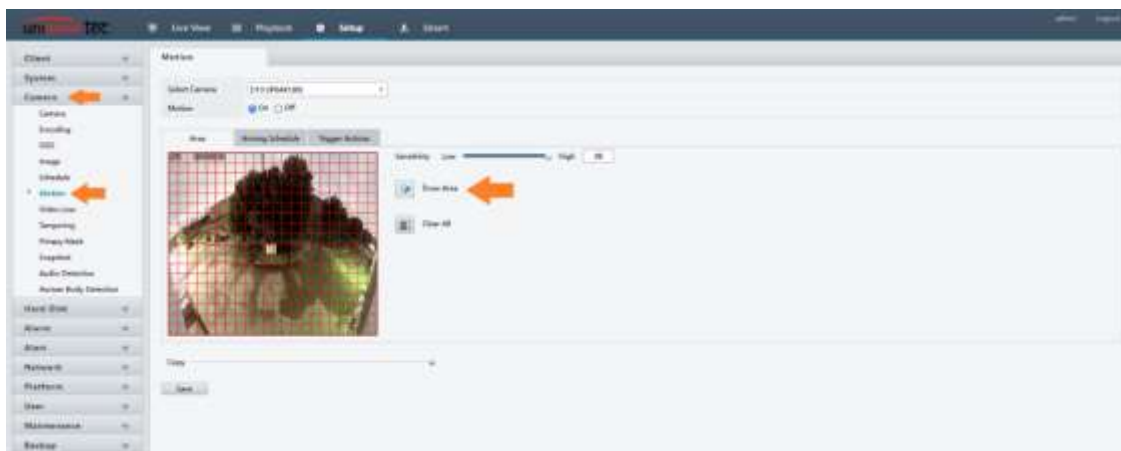 Live View Playback Setup Smart
Client
System
Camera
Camera
Encoding
OSD
Image
Schedule
Motion
Video Loss
Tampering
Privacy Mask
Snapshot
Audio Detection
Human Body Detection
Hard Disk
Alarm
Alert
Network
Platform
User
Maintenance
Backup
Motion
Select Camera
Motion On Off
Area Arming Schedule Trigger Actions
Sensitivity Low High
Draw Area
Clear All
Copy
Save